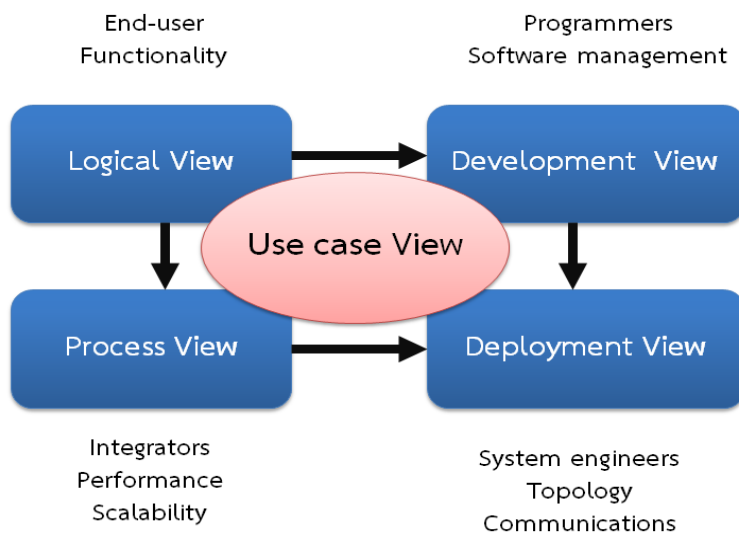 End-user
Functionality
Programmers
Software management
Logical View
Development View
Use case View
Process View
Deployment View
Integrators
Performance
Scalability
System engineers
Topology
Communications